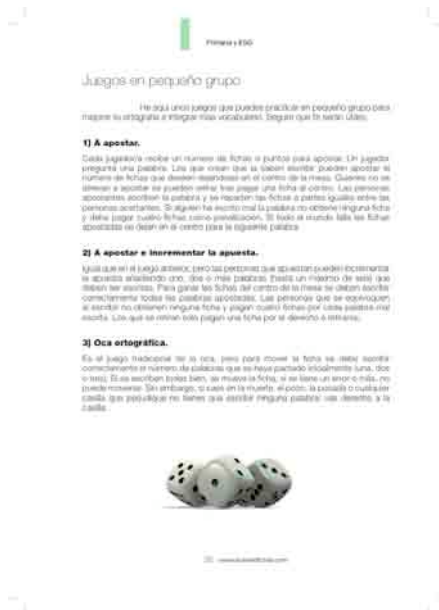 Primaria y ESO
Juegos en pequeño grupo
He aquí unos juegos que puedes practicar en pequeño grupo para
mejorar tu ortografía e integrar más vocabulario. Seguro que te serán útiles.
1) A apostar.
Cada jugador/a recibe un número de fichas o puntos para apostar. Un jugador
pregunta una palabra. Los que crean que la saben escribir pueden apostar el
número de fichas que deseen dejándolas en el centro de la mesa. Quienes no se
atrevan a apostar se pueden retirar tras pagar una ficha al centro. Las personas
apostantes escriben la palabra y se reparten las fichas a partes iguales entre las
personas acertantes. Si alguien ha escrito mal la palabra no obtiene ninguna ficha
y debe pagar cuatro fichas como penalización. Si todo el mundo falla las fichas
apostadas se dejan en el centro para la siguiente palabra.
2) A apostar e incrementar la apuesta.
Igual que en el juego anterior, pero las personas que apuestan pueden incrementar
la apuesta añadiendo una, dos o más palabras (hasta un máximo de seis) que
deben ser escritas. Para ganar las fichas del centro de la mesa se deben escribir
correctamente todas las palabras apostadas. Las personas que se equivoquen
al escribir no obtienen ninguna ficha y pagan cuatro fichas por cada palabra mal
escrita. Los que se retiran solo pagan una ficha por el derecho a retirarse.
3) Oca ortográfica.
Es el juego tradicional de la oca, pero para mover la ficha se debe escribir
correctamente el número de palabras que se haya pactado inicialmente (una, dos
o tres). Si se escriben todas bien, se mueve la ficha; si se tiene un error o más, no
puede moverse. Sin embargo, si caes en la muerte, el pozo, la posada o cualquier
casilla que perjudique no tienes que escribir ninguna palabra: vas derecho a la
casilla.